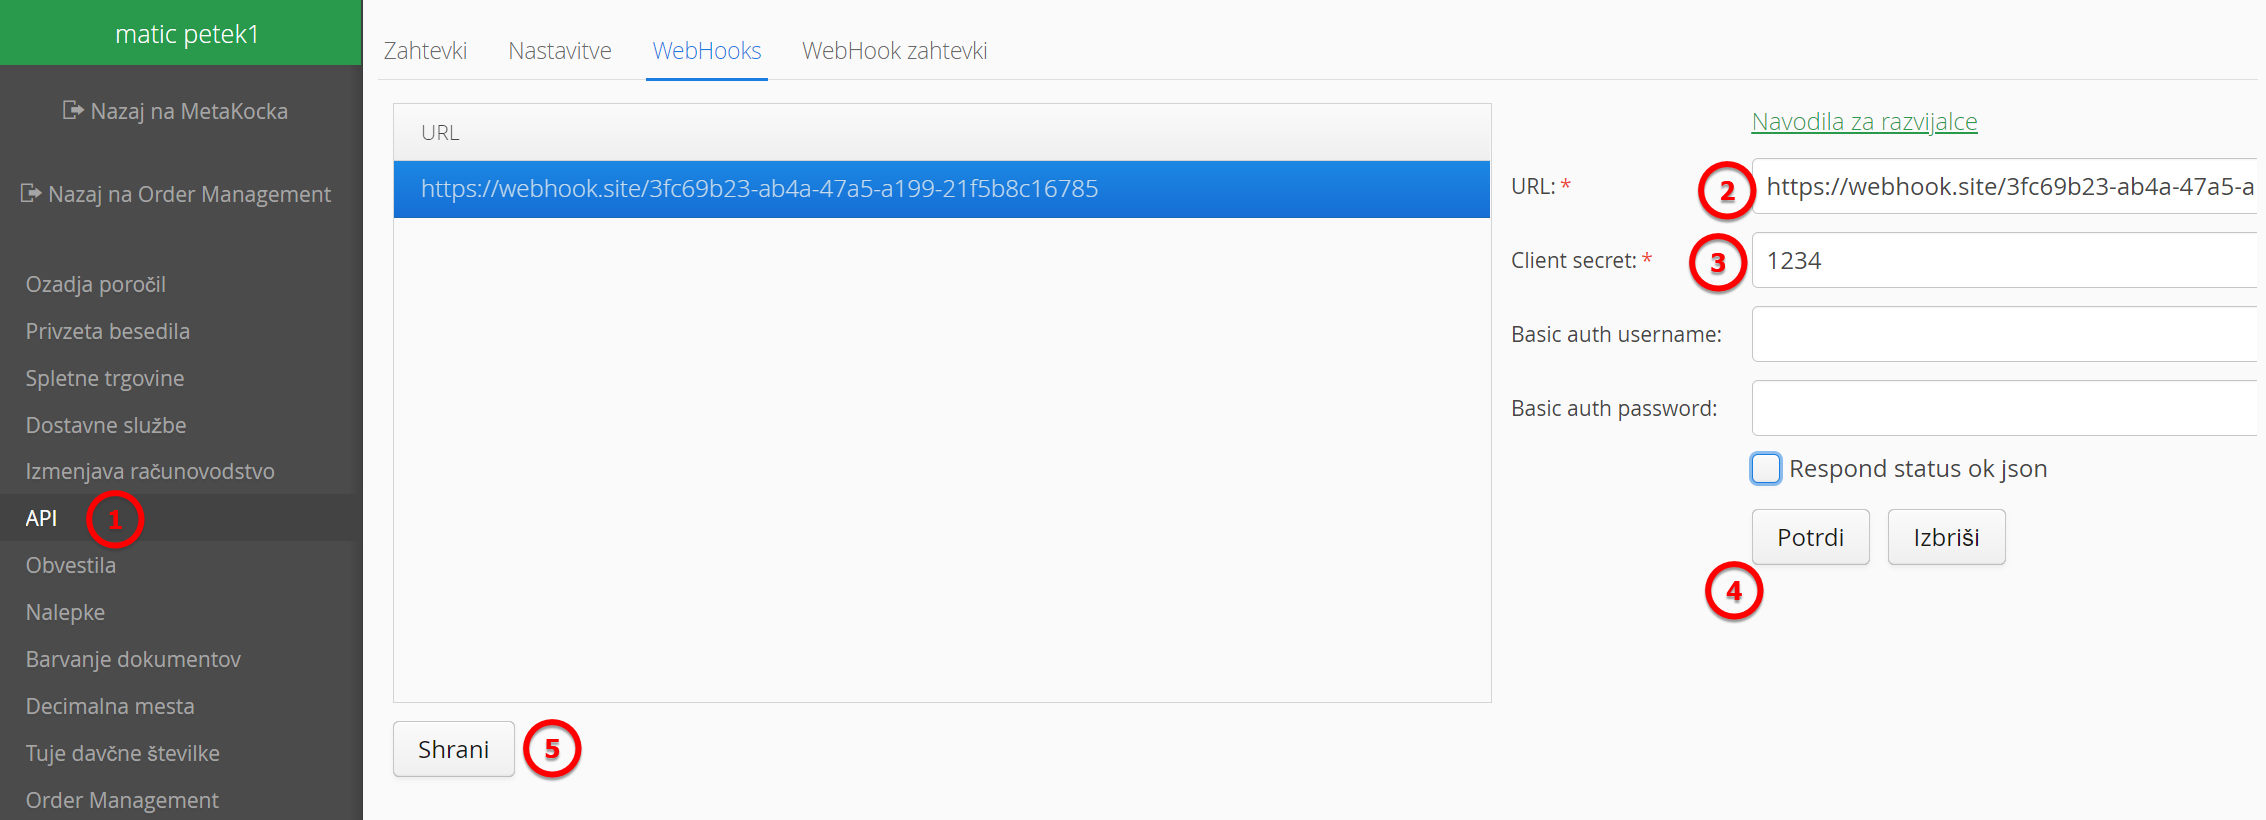 matic petek1
Nazaj na MetaKocka
Nazaj na Order Management
Ozadja poročil
Privzeta besedila
Spletne trgovine
Dostavne službe
Izmenjava računovodstvo
API 1
Obvestila
Nalepke
Barvanje dokumentov
Decimalna mesta
Tuje davčne številke
Order Management
Zahtevki Nastavitve WebHooks WebHook zahtevki
URL
https://webhook.site/3fc69b23-ab4a-47a5-a199-21f5b8c16785
Shrani 5
Navodila za razvijalce
URL: * 2 https://webhook.site/3fc69b23-ab4a-47a5-a
Client secret: * 3 1234
Basic auth username:
Basic auth password:
Respond status ok json
Potrdi Izbriši
4